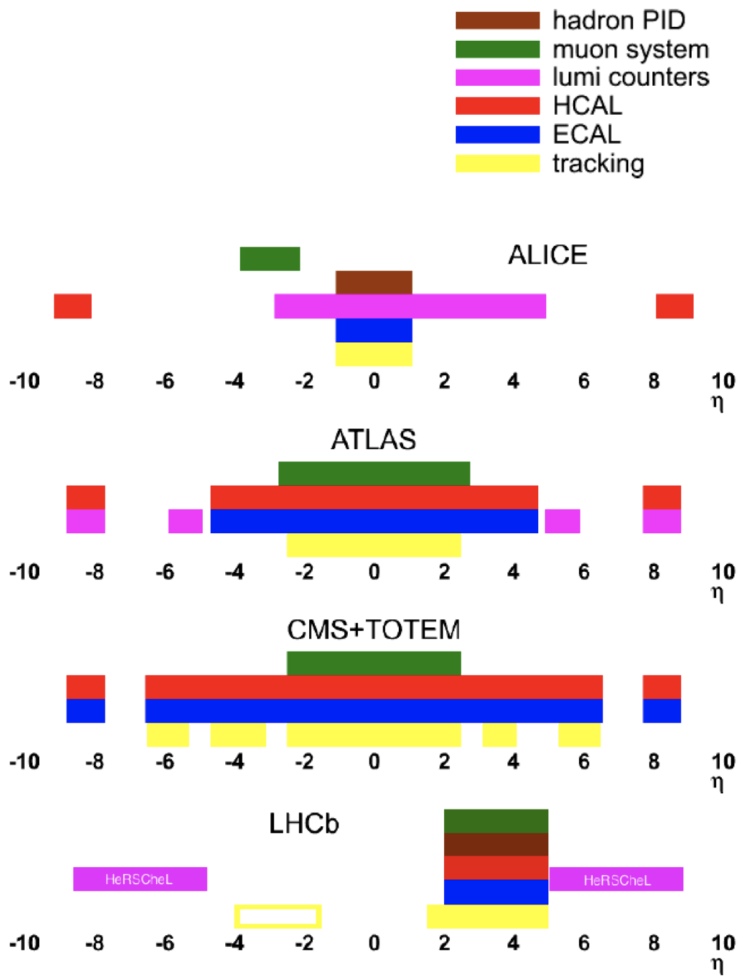 hadron PID
muon system
lumi counters
HCAL
ECAL
tracking
ALICE
-10 -8 -6 -4 -2 0 2 4 6 8 10
η
ATLAS
-10 -8 -6 -4 -2 0 2 4 6 8 10
η
CMS+TOTEM
-10 -8 -6 -4 -2 0 2 4 6 8 10
η
LHCb
HeRSCheL HeRSCheL
-10 -8 -6 -4 -2 0 2 4 6 8 10
η